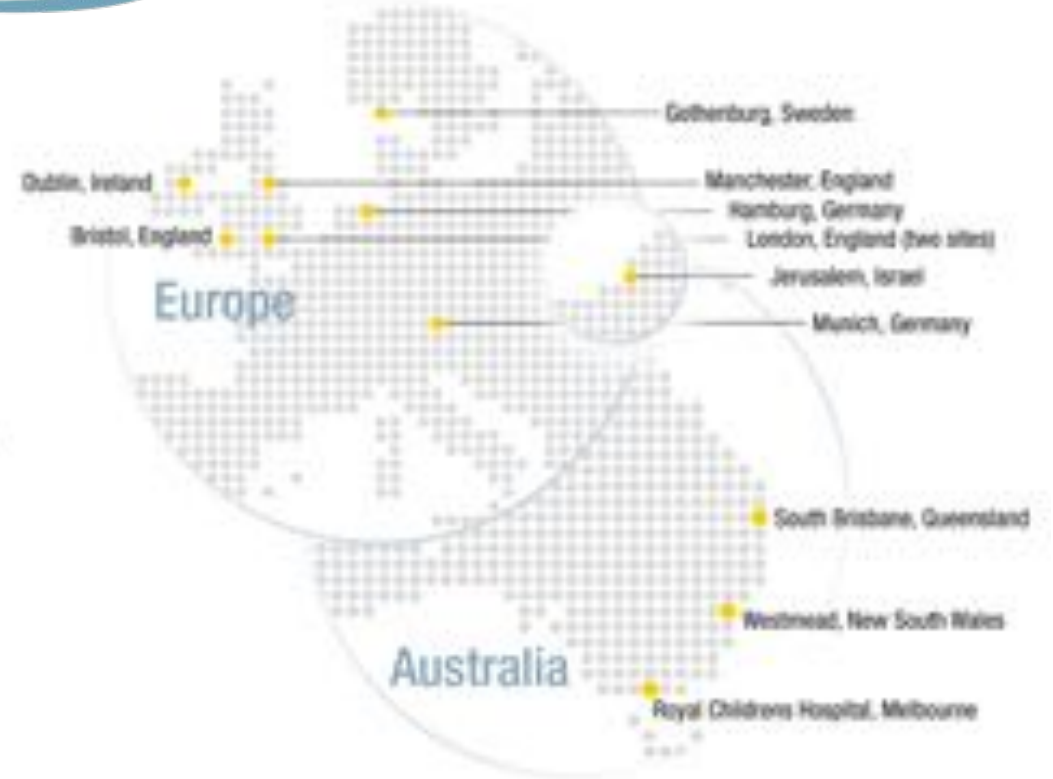 Gothenburg, Sweden
Dublin, Ireland
Manchester, England
Hamburg, Germany
Bristol, England
London, England (two sites)
Jerusalem, Israel
Europe
Munich, Germany
South Brisbane, Queensland
Westmead, New South Wales
Australia
Royal Childrens Hospital, Melbourne